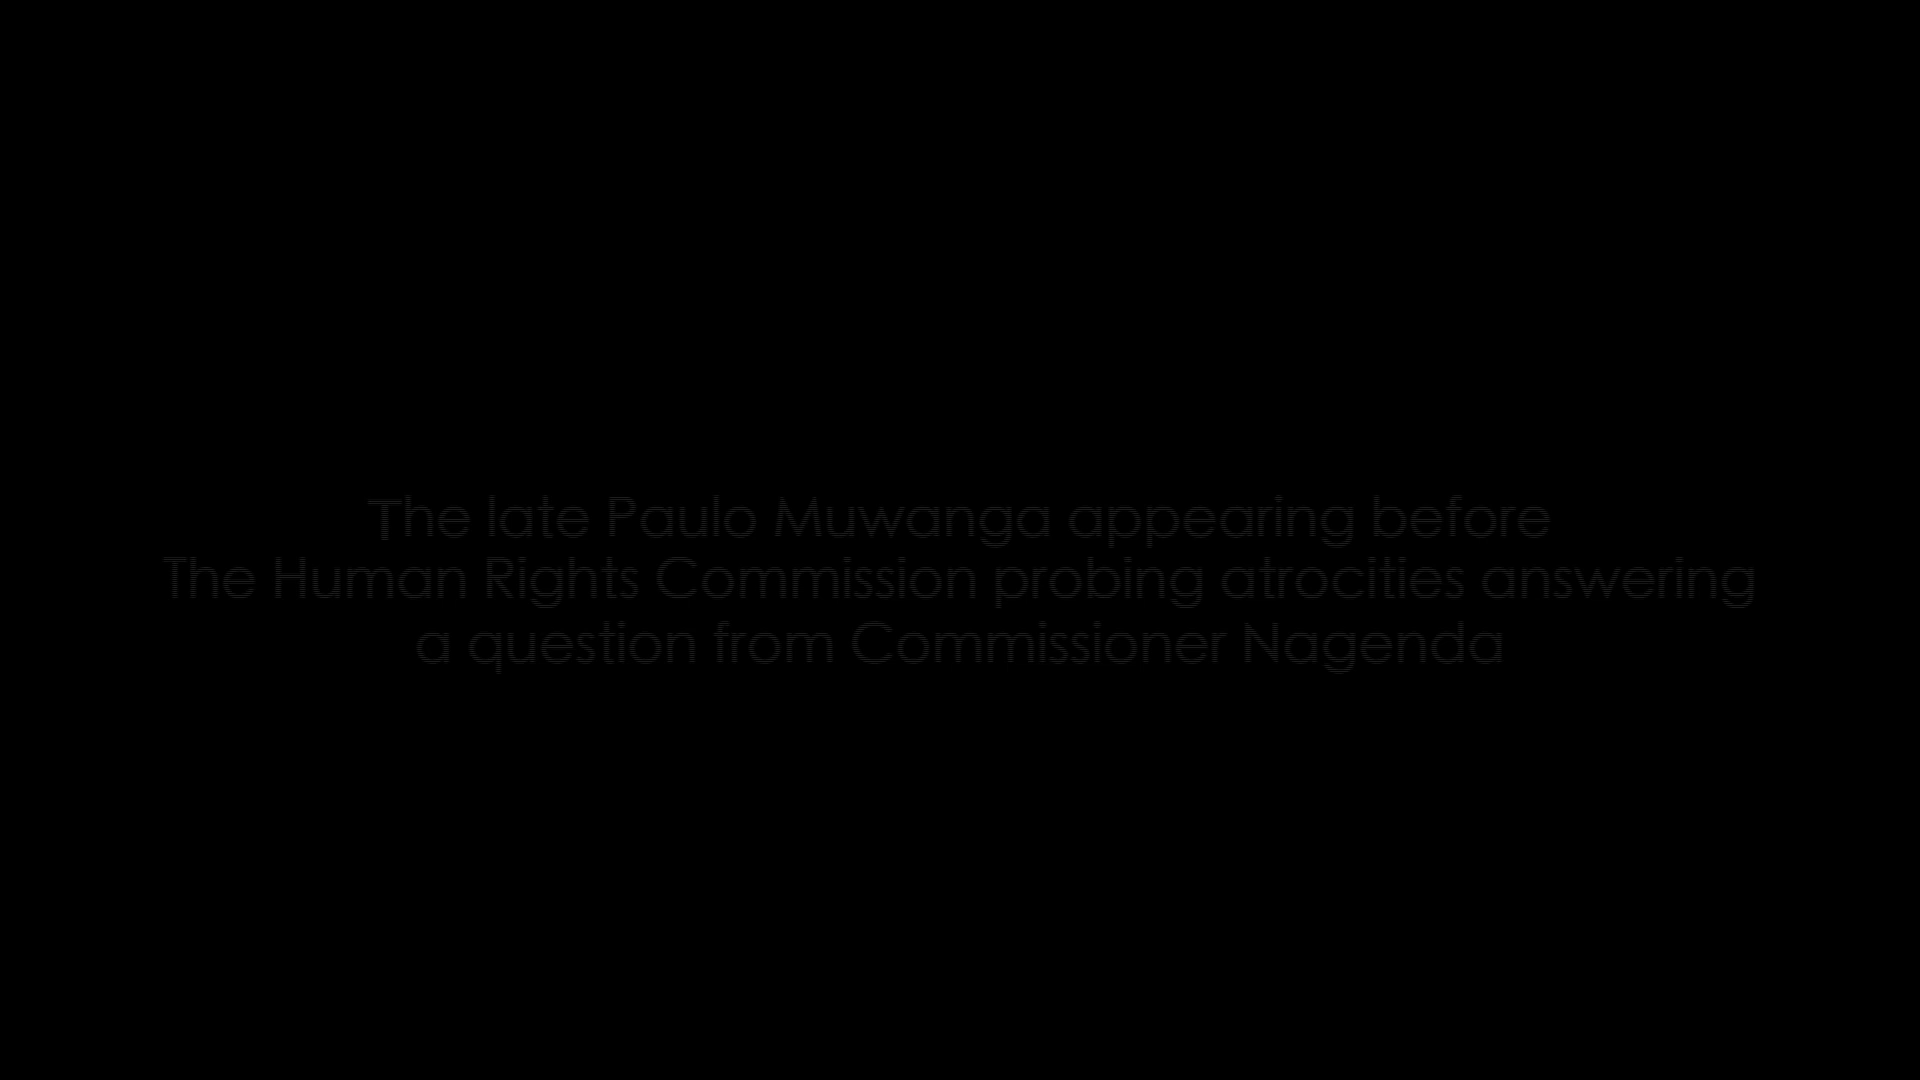 The late Paulo Muwanga appearing before
The Human Rights Commission probing atrocities answering
a question from Commissioner Nagenda